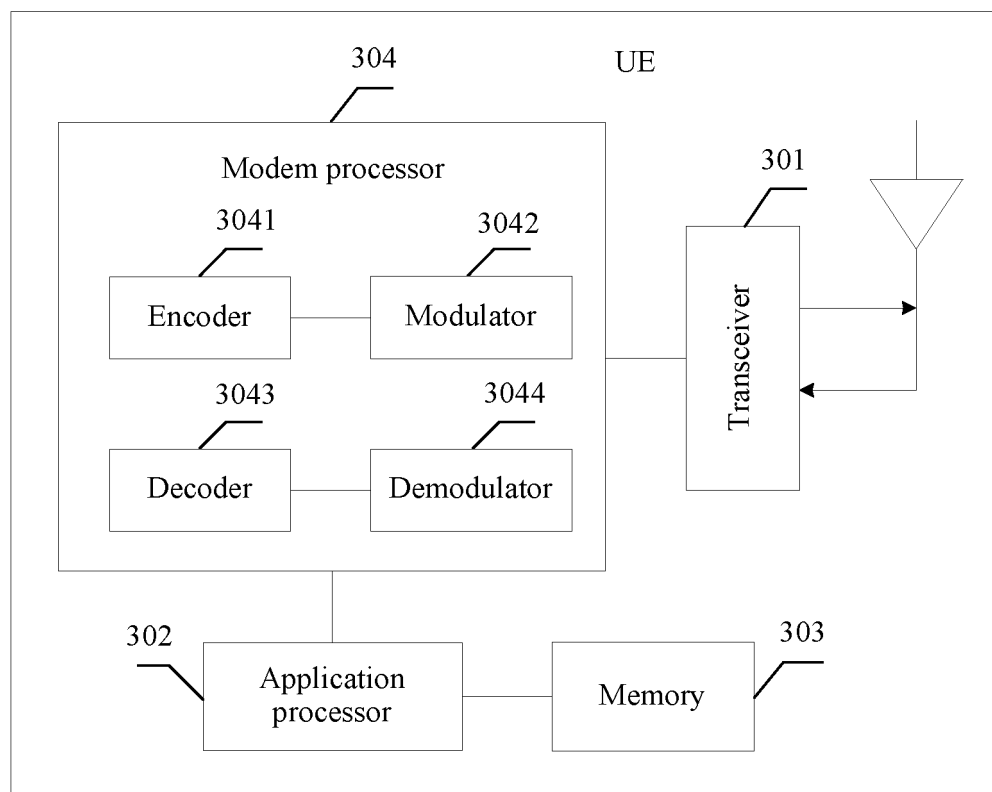 304
UE
Modem processor
301
3041
3042
Encoder
Modulator
Transceiver
3043
3044
Decoder
Demodulator
302
303
Application
processor
Memory